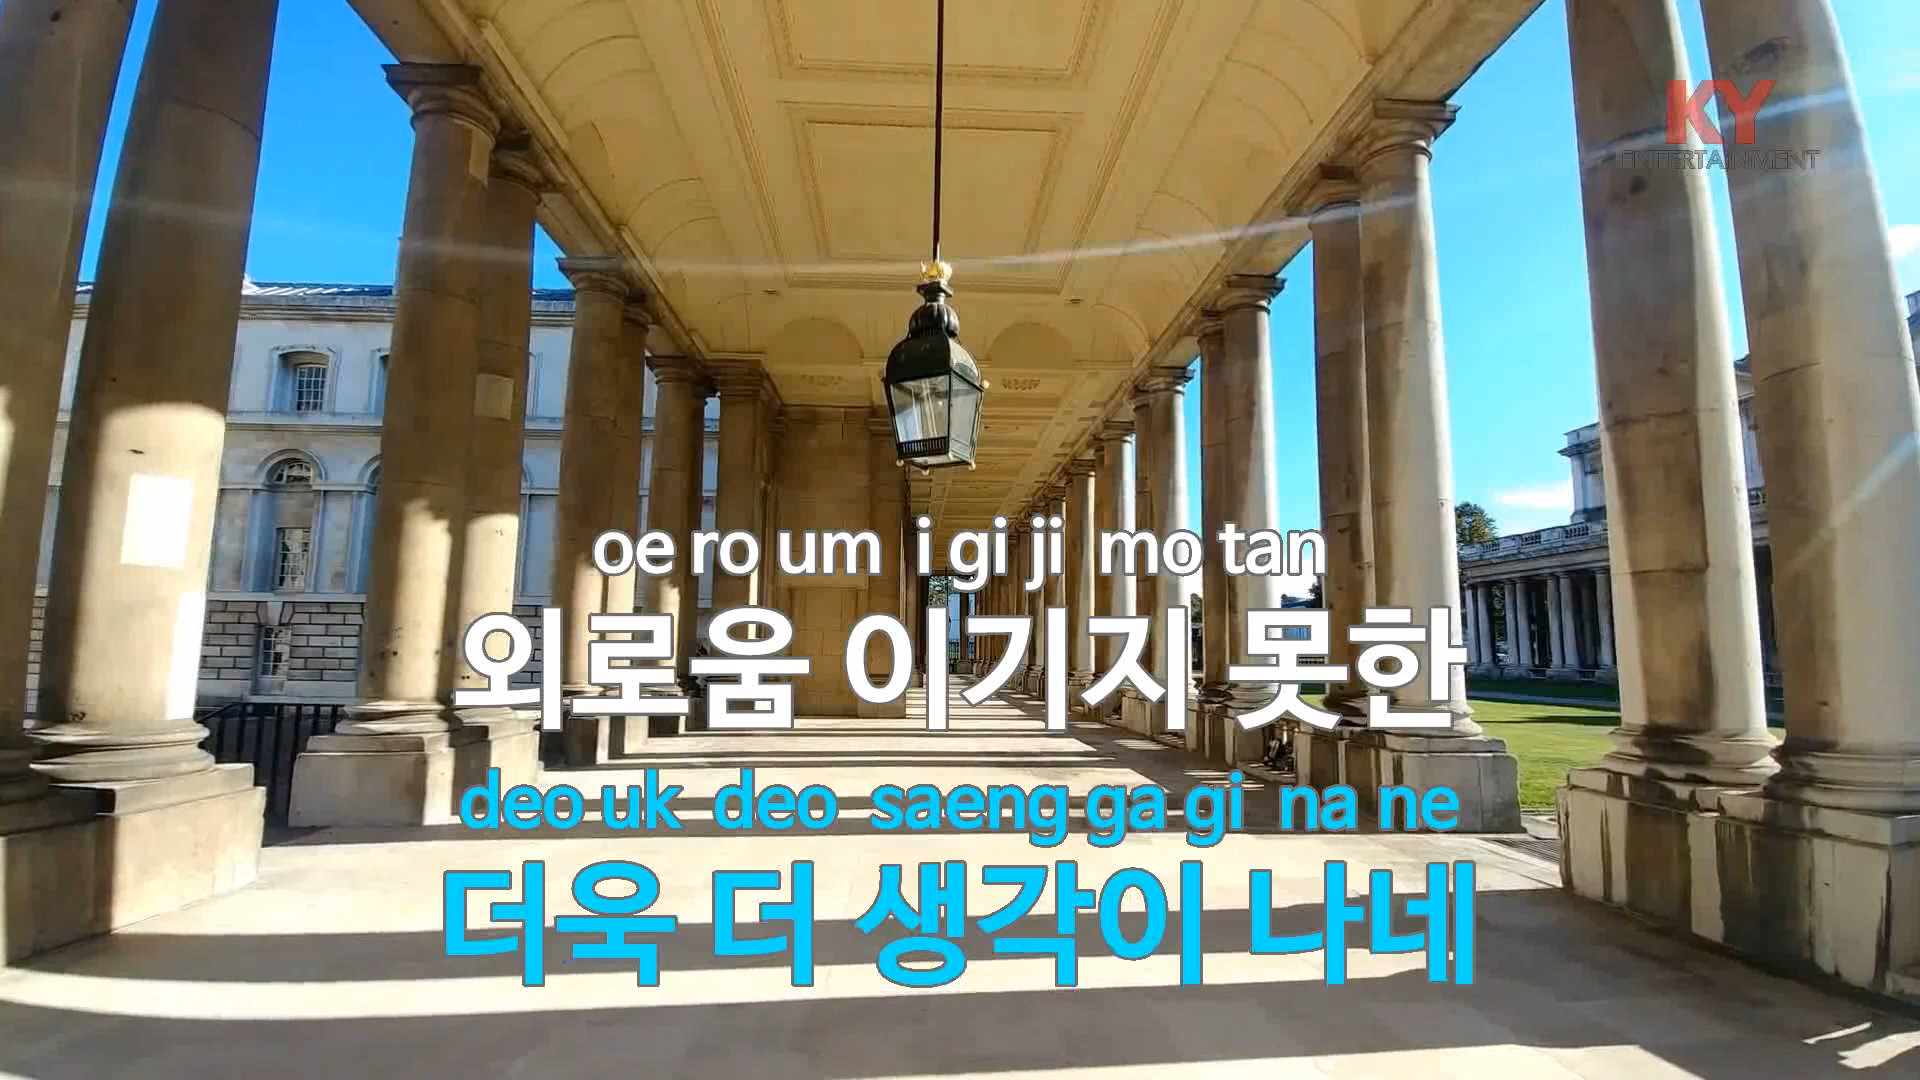 KY
ENTERTAINMENT
oe ro um i gi ji mo tan
외로움 이기지 못한
deo uk deo saeng ga gi na ne
더욱 더 생각이 나네